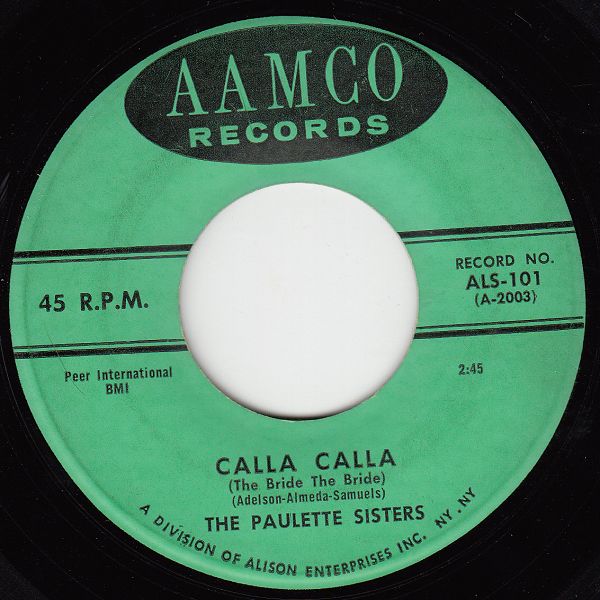 AAMCO
RECORDS
45 R.P.M.
RECORD NO.
ALS-101
(A-2003)
Peer International
BMI
2:45
CALLA CALLA
(The Bride The Bride)
(Adelson-Almeda-Samuels)
THE PAULETTE SISTERS
A DIVISION OF ALISON ENTERPRISES INC. NY. NY